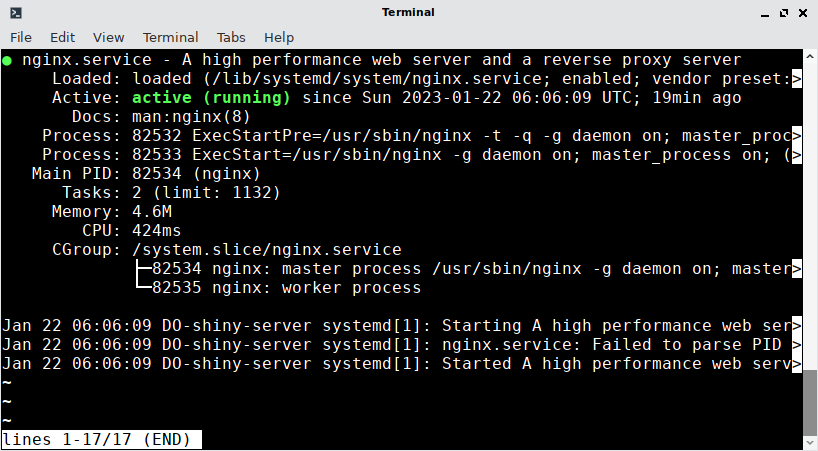 Terminal
File Edit View Terminal Tabs Help
● nginx.service - A high performance web server and a reverse proxy server
     Loaded: loaded (/lib/systemd/system/nginx.service; enabled; vendor preset:>
     Active: active (running) since Sun 2023-01-22 06:06:09 UTC; 19min ago
       Docs: man:nginx(8)
    Process: 82532 ExecStartPre=/usr/sbin/nginx -t -q -g daemon on; master_proc>
    Process: 82533 ExecStart=/usr/sbin/nginx -g daemon on; master_process on; (>
   Main PID: 82534 (nginx)
      Tasks: 2 (limit: 1132)
     Memory: 4.6M
        CPU: 424ms
     CGroup: /system.slice/nginx.service
             ├─82534 nginx: master process /usr/sbin/nginx -g daemon on; master>
             └─82535 nginx: worker process
Jan 22 06:06:09 DO-shiny-server systemd[1]: Starting A high performance web ser>
Jan 22 06:06:09 DO-shiny-server systemd[1]: nginx.service: Failed to parse PID >
Jan 22 06:06:09 DO-shiny-server systemd[1]: Started A high performance web serv>
~
~
~
lines 1-17/17 (END)